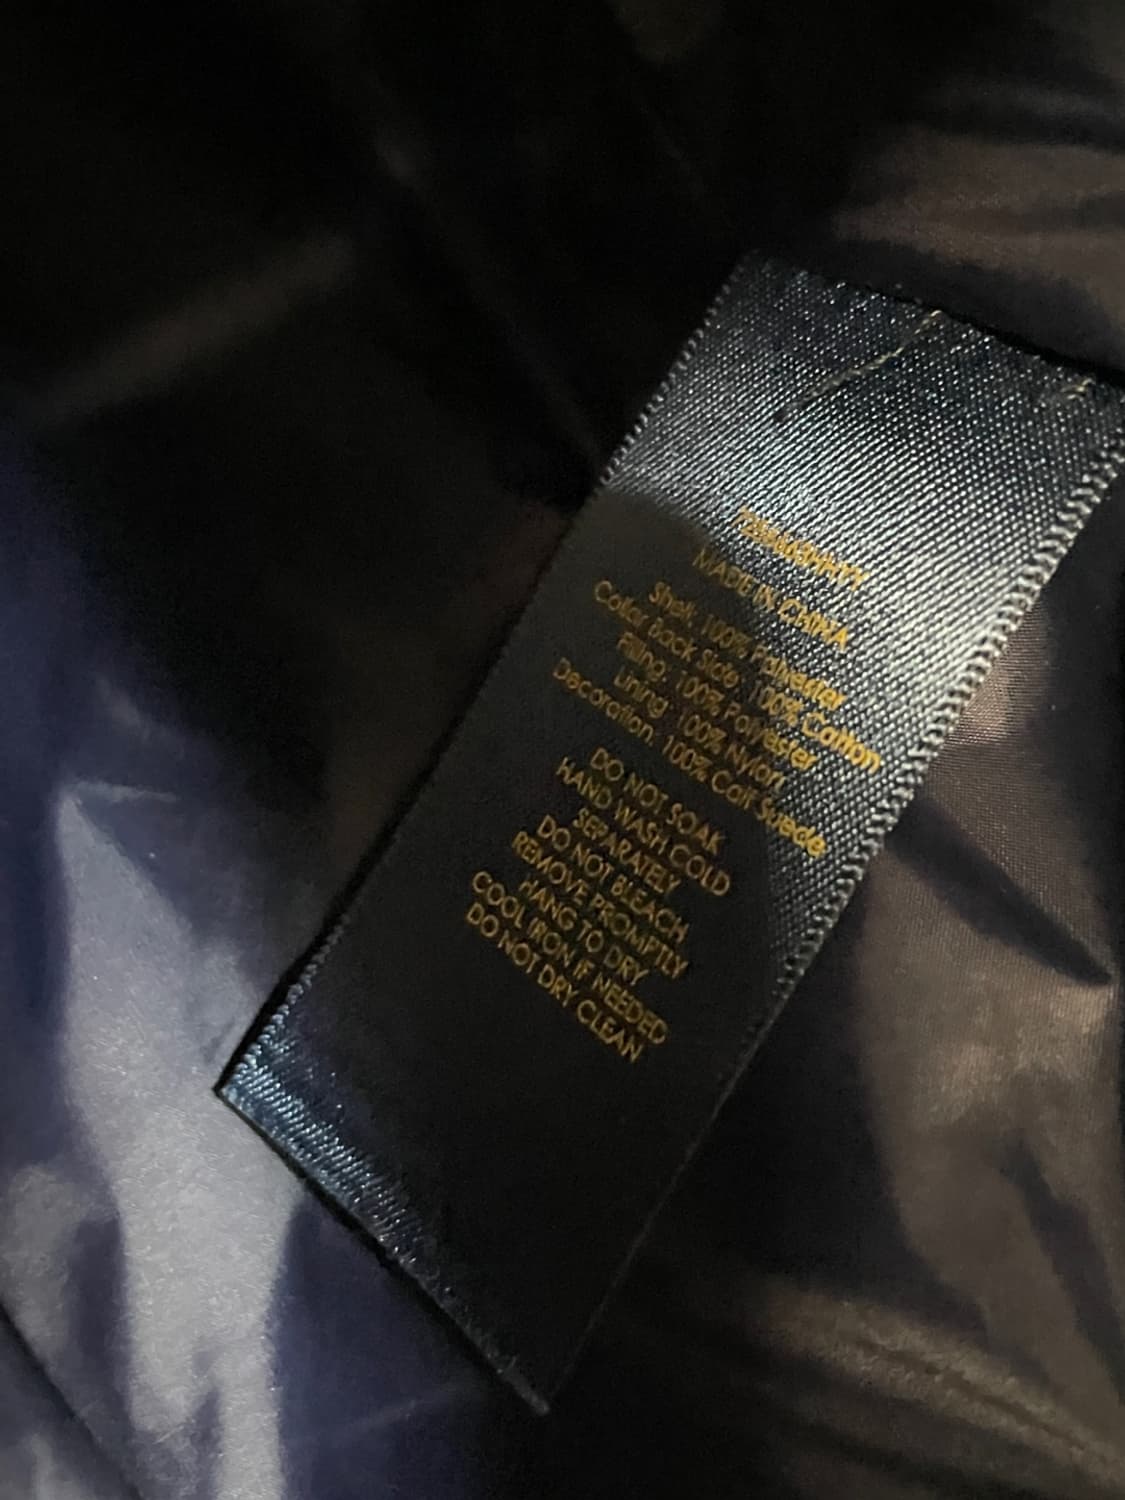 MADE IN CHINA
Shell: 100% Polyester
Collar Back Side: 100% Cotton
Filling: 100% Polyester
Lining: 100% Nylon
Decoration: 100% Calf Suede
DO NOT SOAK
HAND WASH COLD
SEPARATELY
DO NOT BLEACH
REMOVE PROMPTLY
HANG TO DRY
COOL IRON IF NEEDED
DO NOT DRY CLEAN